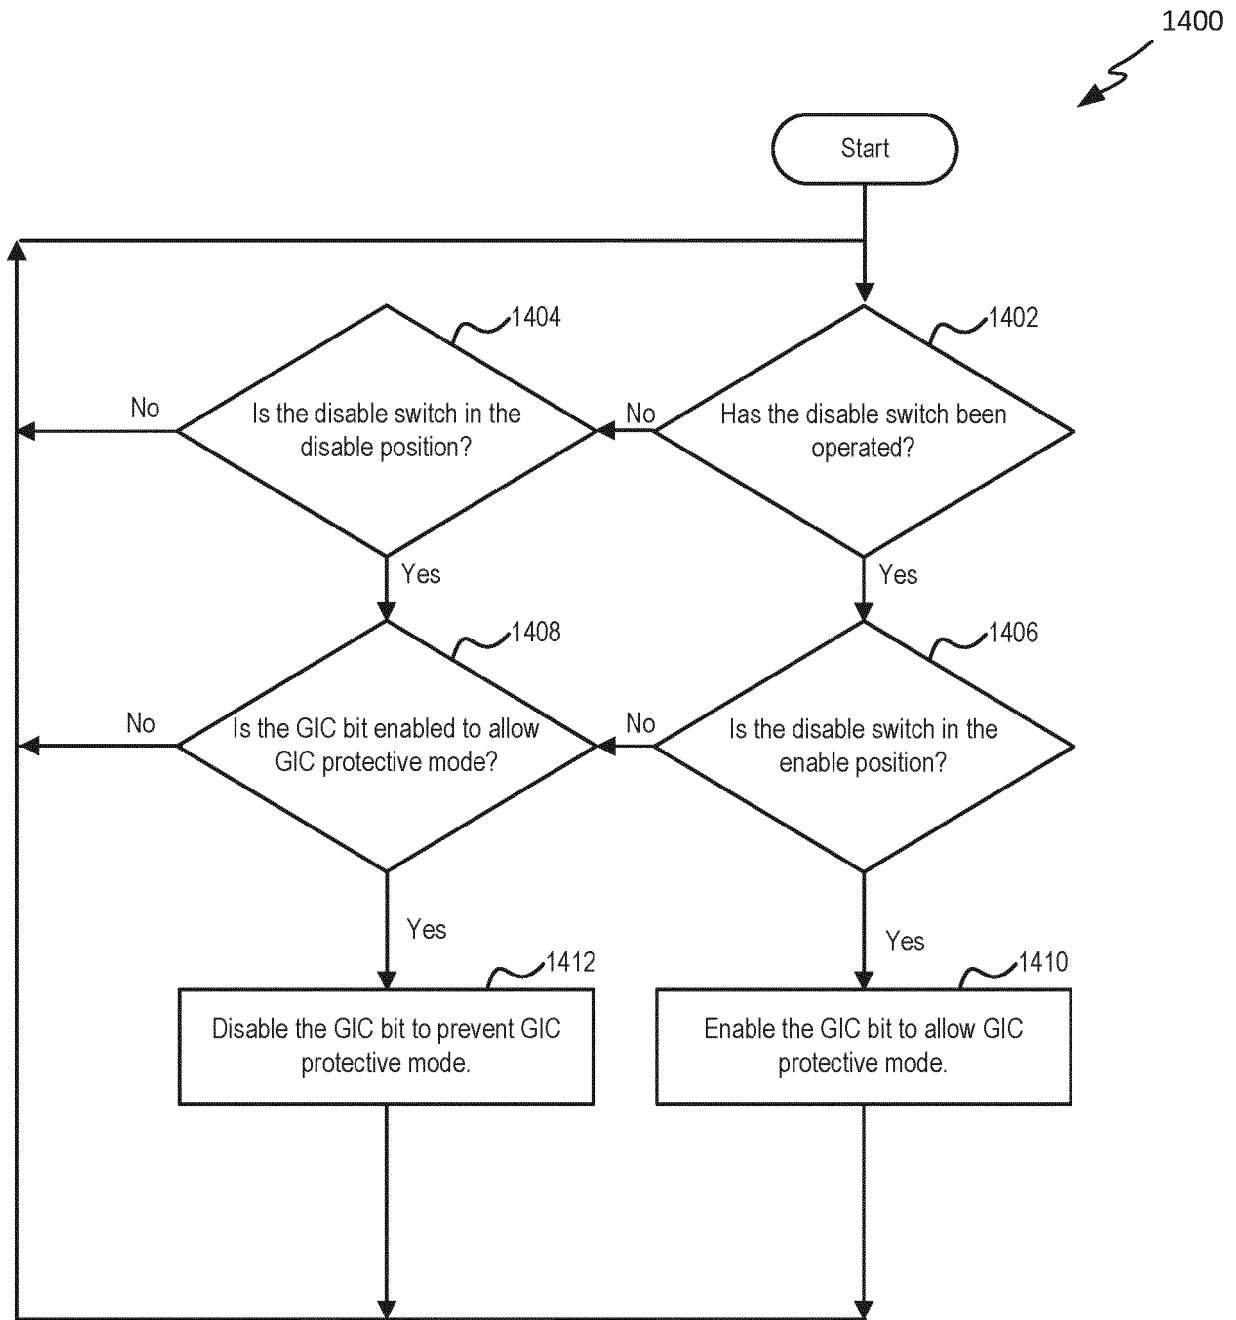 1400
Start
1404
1402
No
Is the disable switch in the
disable position?
No
Has the disable switch been
operated?
Yes
Yes
1408
1406
No
Is the GIC bit enabled to allow
GIC protective mode?
No
Is the disable switch in the
enable position?
Yes
Yes
1412
1410
Disable the GIC bit to prevent GIC
protective mode.
Enable the GIC bit to allow GIC
protective mode.